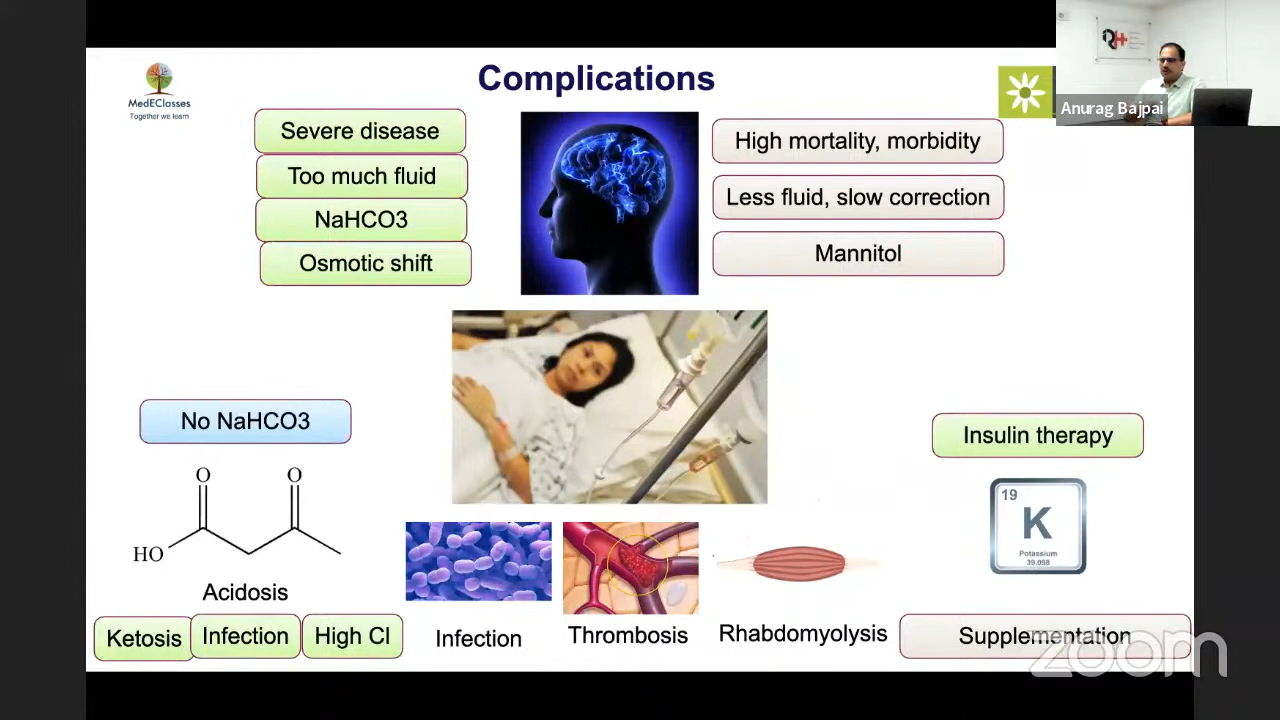 Complications
MedEClasses
Together we learn
Anurag Bajpai
Severe disease
Too much fluid
NaHCO3
Osmotic shift
High mortality, morbidity
Less fluid, slow correction
Mannitol
No NaHCO3
O O
HO
Acidosis
Ketosis
Infection
High Cl
Infection
Thrombosis
Rhabdomyolysis
Insulin therapy
19
K
Potassium
39.098
Supplementation
zoom